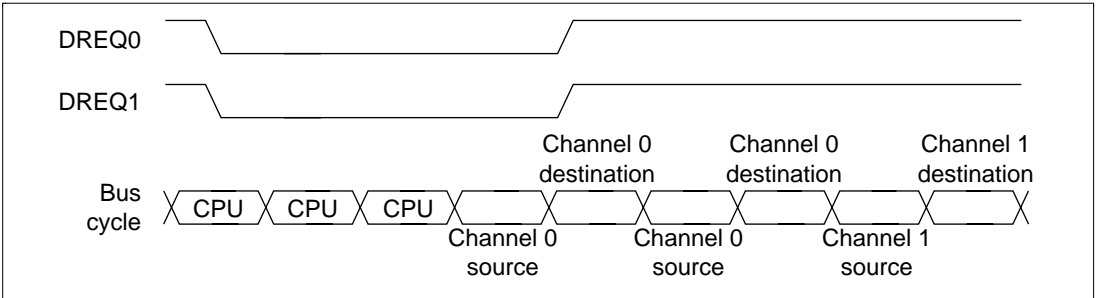 DREQ0
DREQ1
Channel 0 Channel 0 Channel 1
destination destination destination
Bus
cycle
CPU CPU CPU
Channel 0 Channel 0 Channel 1
source source source